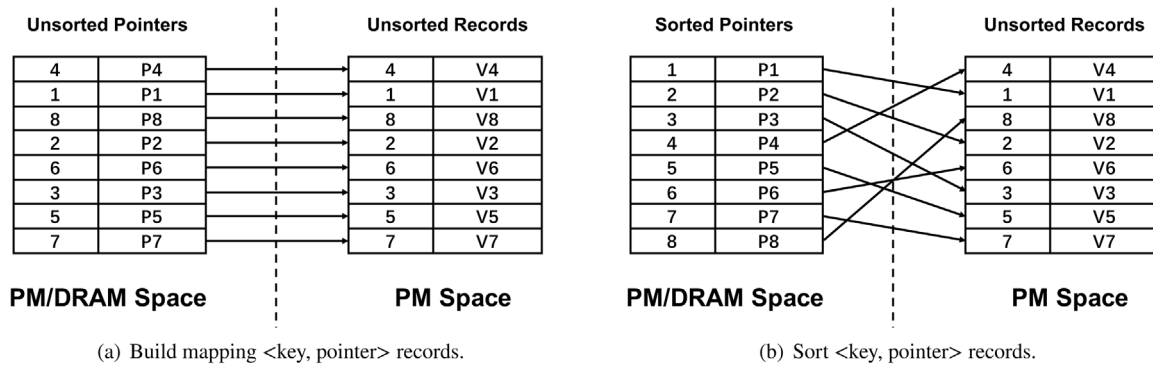 Unsorted Pointers Unsorted Records
4 P4 4 V4
1 P1 1 V1
8 P8 8 V8
2 P2 2 V2
6 P6 6 V6
3 P3 3 V3
5 P5 5 V5
7 P7 7 V7
PM/DRAM Space PM Space
(a) Build mapping <key, pointer> records.
Sorted Pointers Unsorted Records
1 P1 4 V4
2 P2 1 V1
3 P3 8 V8
4 P4 2 V2
5 P5 6 V6
6 P6 3 V3
7 P7 5 V5
8 P8 7 V7
PM/DRAM Space PM Space
(b) Sort <key, pointer> records.